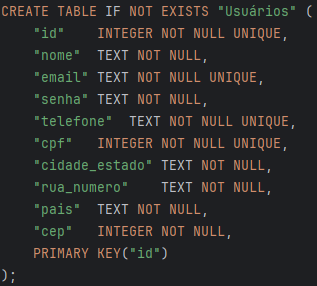 CREATE TABLE IF NOT EXISTS "Usuários" (
"id" INTEGER NOT NULL UNIQUE,
"nome" TEXT NOT NULL,
"email" TEXT NOT NULL UNIQUE,
"senha" TEXT NOT NULL,
"telefone" TEXT NOT NULL UNIQUE,
"cpf" INTEGER NOT NULL UNIQUE,
"cidade_estado" TEXT NOT NULL,
"rua_numero" TEXT NOT NULL,
"pais" TEXT NOT NULL,
"cep" INTEGER NOT NULL,
PRIMARY KEY("id")
);